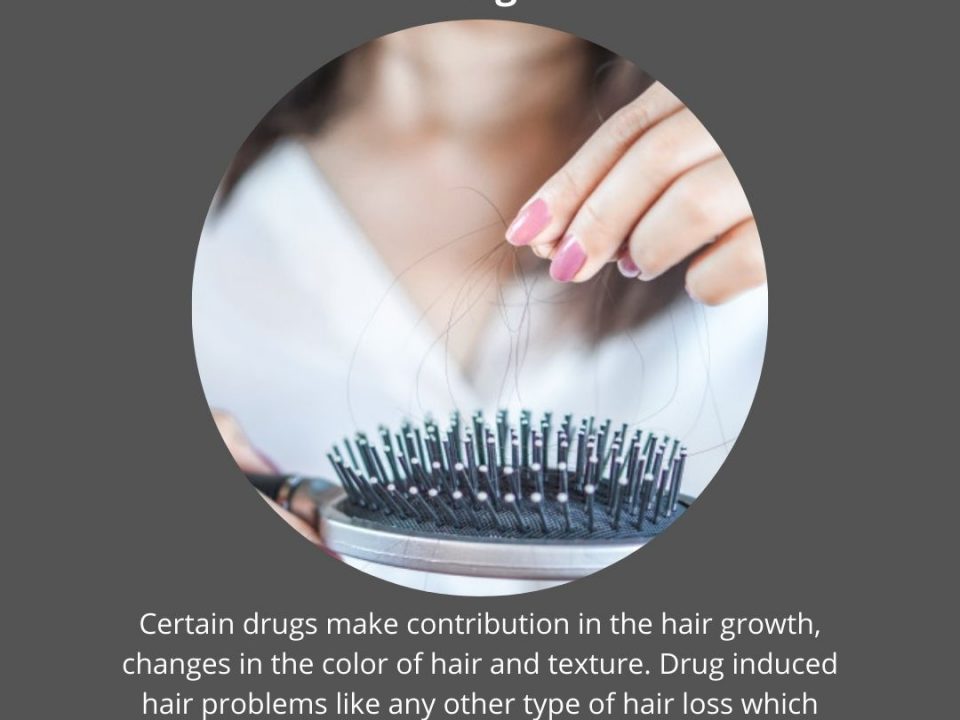 Certain drugs make contribution in the hair growth,
changes in the color of hair and texture. Drug induced
hair problems like any other type of hair loss which